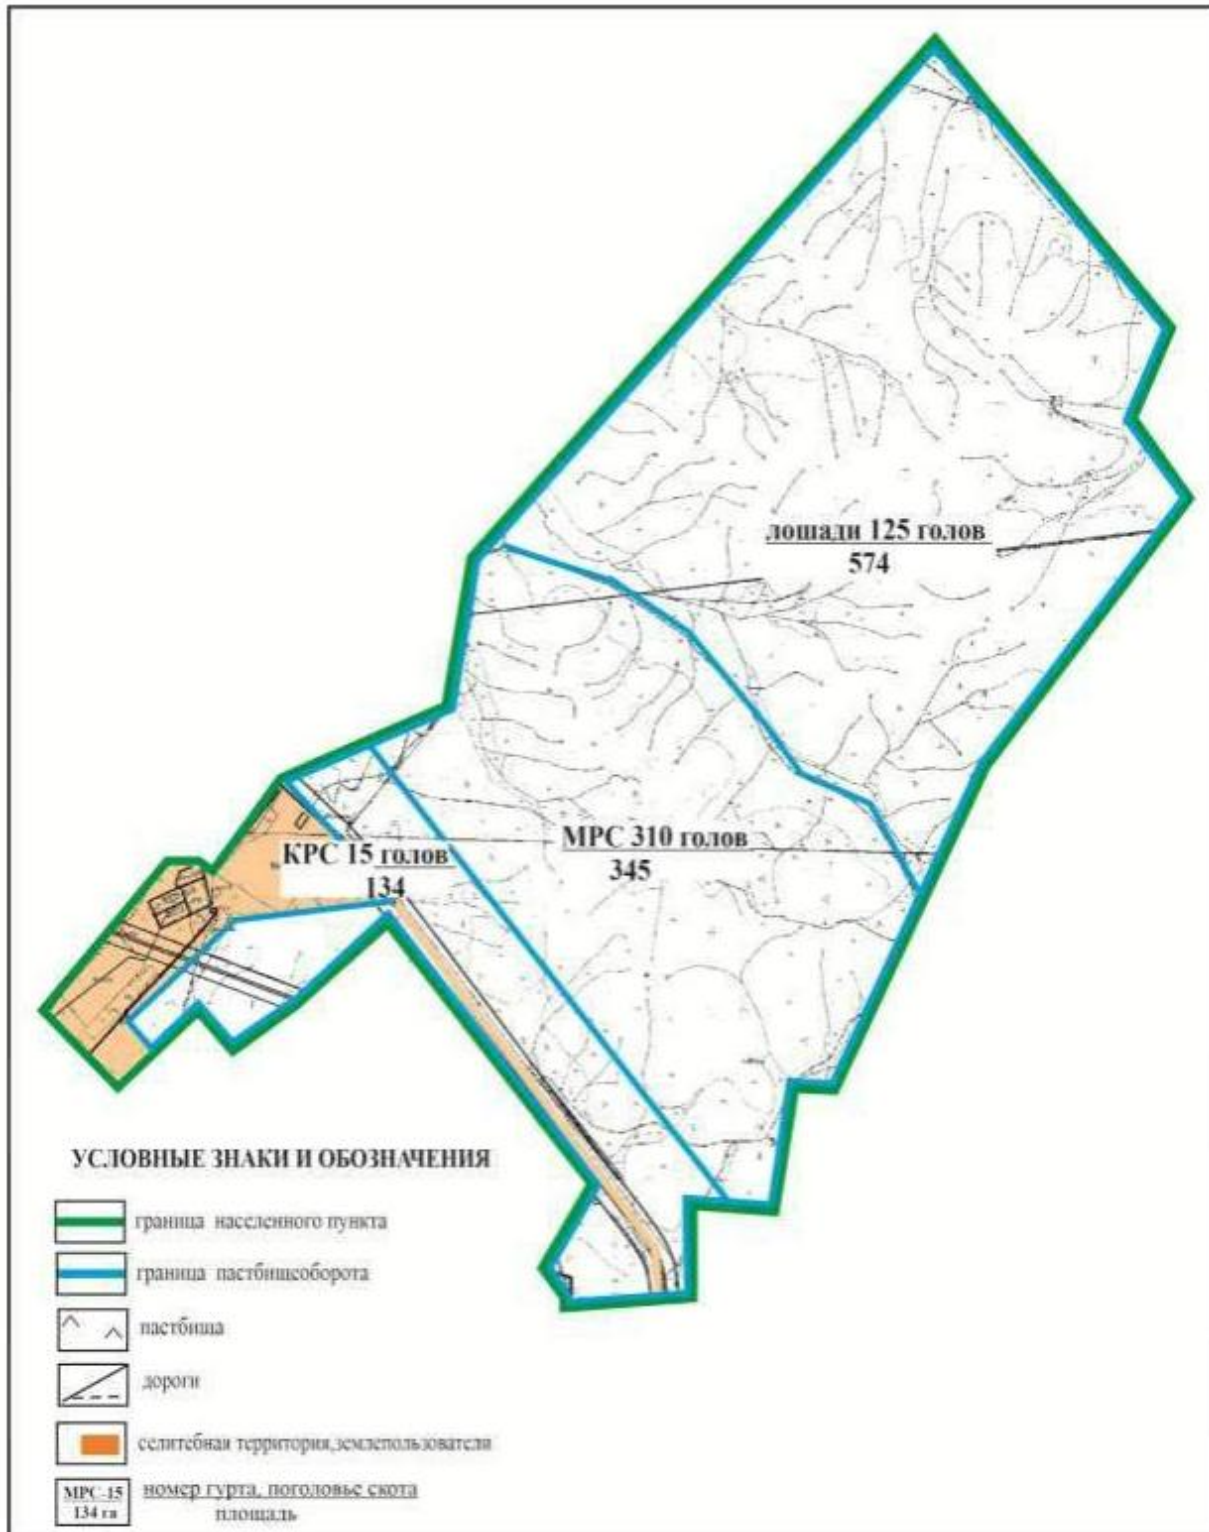 лошади 125 голов
574
МРС 310 голов
345
КРС 15 голов
134
УСЛОВНЫЕ ЗНАКИ И ОБОЗНАЧЕНИЯ
граница населенного пункта
граница пастбищеоборота
пастбища
дороги
селитебная территория,землепользователи
МРС-15
134 га
номер гурта, поголовье скота
площадь